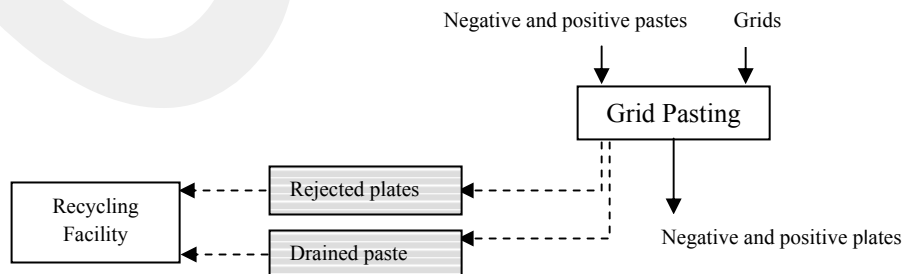 Negative and positive pastes
Grids
Grid Pasting
Rejected plates
Recycling
Facility
Drained paste
Negative and positive plates